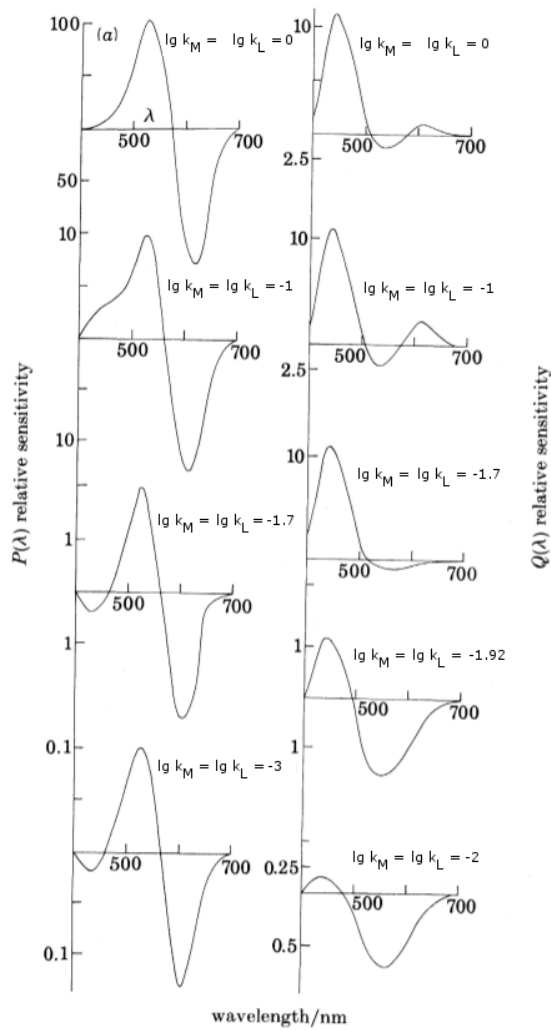 100
(a)
lg k_M = lg k_L = 0
λ
500
700
50
10
lg k_M = lg k_L = -1
500
700
10
lg k_M = lg k_L = -1.7
1
500
700
1
0.1
lg k_M = lg k_L = -3
500
700
0.1
P(λ) relative sensitivity
10
lg k_M = lg k_L = 0
500
700
2.5
10
lg k_M = lg k_L = -1
500
700
2.5
10
lg k_M = lg k_L = -1.7
500
700
1
lg k_M = lg k_L = -1.92
500
700
1
lg k_M = lg k_L = -2
0.25
500
700
0.5
Q(λ) relative sensitivity
wavelength/nm